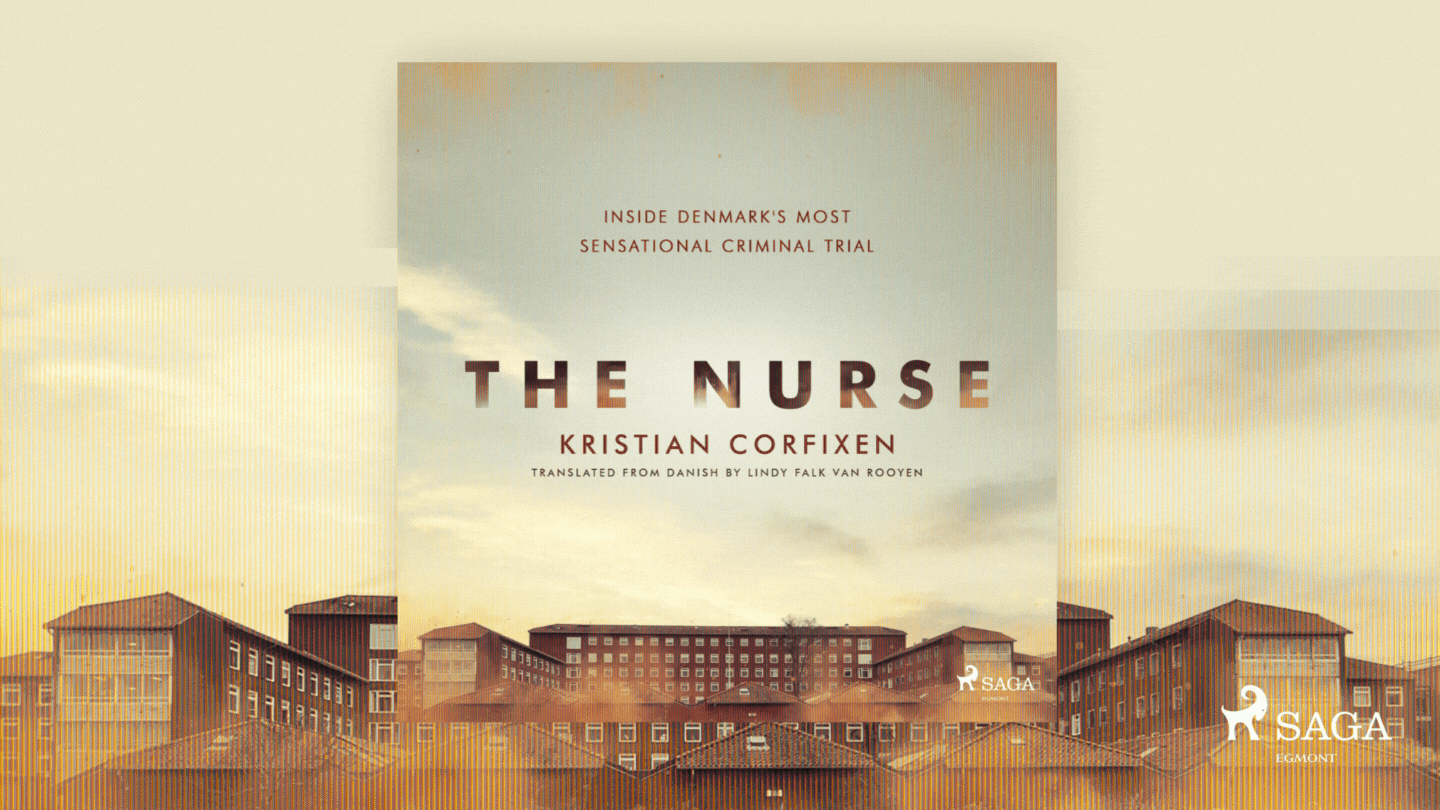 INSIDE DENMARK'S MOST
SENSATIONAL CRIMINAL TRIAL
THE NURSE
KRISTIAN CORFIXEN
TRANSLATED FROM DANISH BY LINDY FALK VAN ROOYEN
SAGA
EGMONT
SAGA
EGMONT